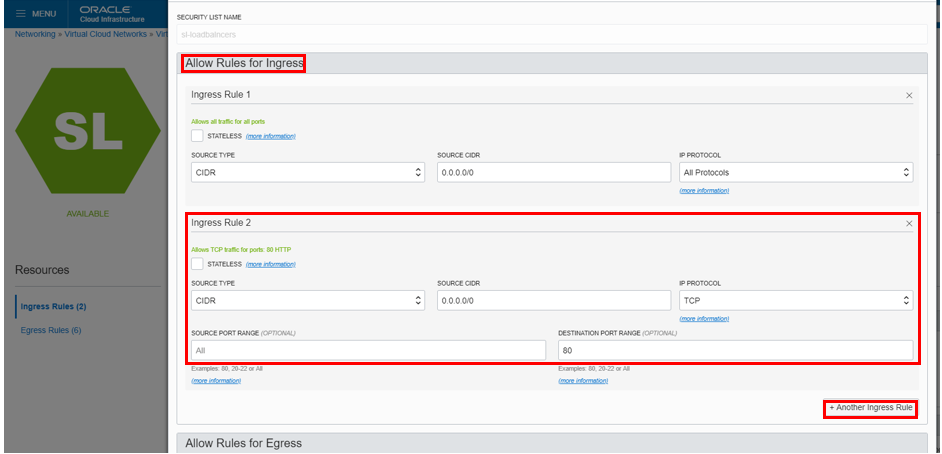 MENU
ORACLE
Cloud Infrastructure
Networking » Virtual Cloud Networks » Virt
SL
AVAILABLE
Resources
Ingress Rules (2)
Egress Rules (6)
SECURITY LIST NAME
sl-loadbalncers
Allow Rules for Ingress
Ingress Rule 1
×
Allows all traffic for all ports
STATELESS (more information)
SOURCE TYPE
SOURCE CIDR
IP PROTOCOL
CIDR
0.0.0.0/0
All Protocols
(more information)
Ingress Rule 2
×
Allows TCP traffic for ports: 80 HTTP
STATELESS (more information)
SOURCE TYPE
SOURCE CIDR
IP PROTOCOL
CIDR
0.0.0.0/0
TCP
(more information)
SOURCE PORT RANGE (OPTIONAL)
DESTINATION PORT RANGE (OPTIONAL)
All
80
Examples: 80, 20-22 or All
Examples: 80, 20-22 or All
(more information)
(more information)
+ Another Ingress Rule
Allow Rules for Egress